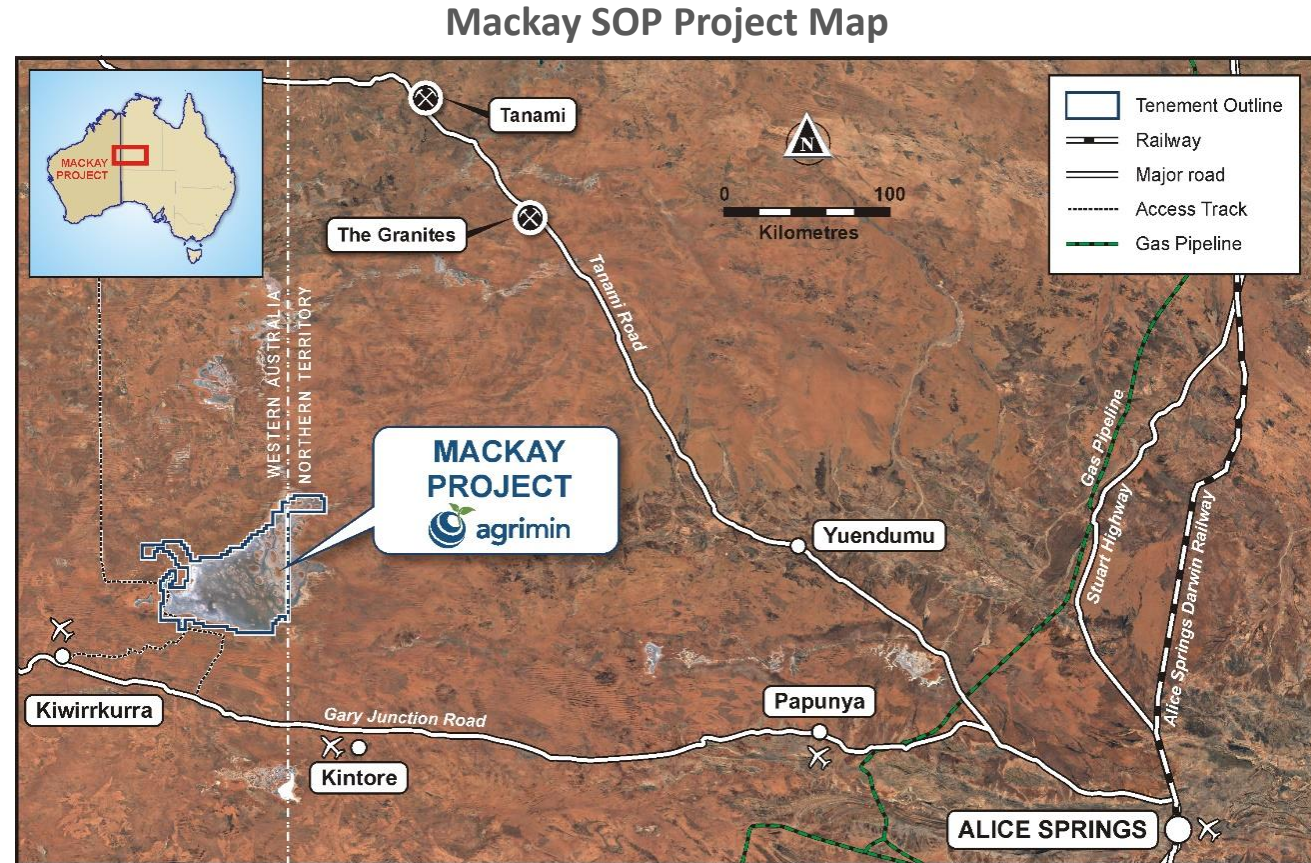 Mackay SOP Project Map
MACKAY
PROJECT
Tanami
The Granites
N
0 100
Kilometres
Tenement Outline
Railway
Major road
Access Track
Gas Pipeline
Tanami Road
WESTERN AUSTRALIA
NORTHERN TERRITORY
MACKAY
PROJECT
agrimin
Yuendumu
Gas Pipeline
Stuart Highway
Alice Springs Darwin Railway
Kiwirrkurra
Gary Junction Road
Kintore
Papunya
ALICE SPRINGS